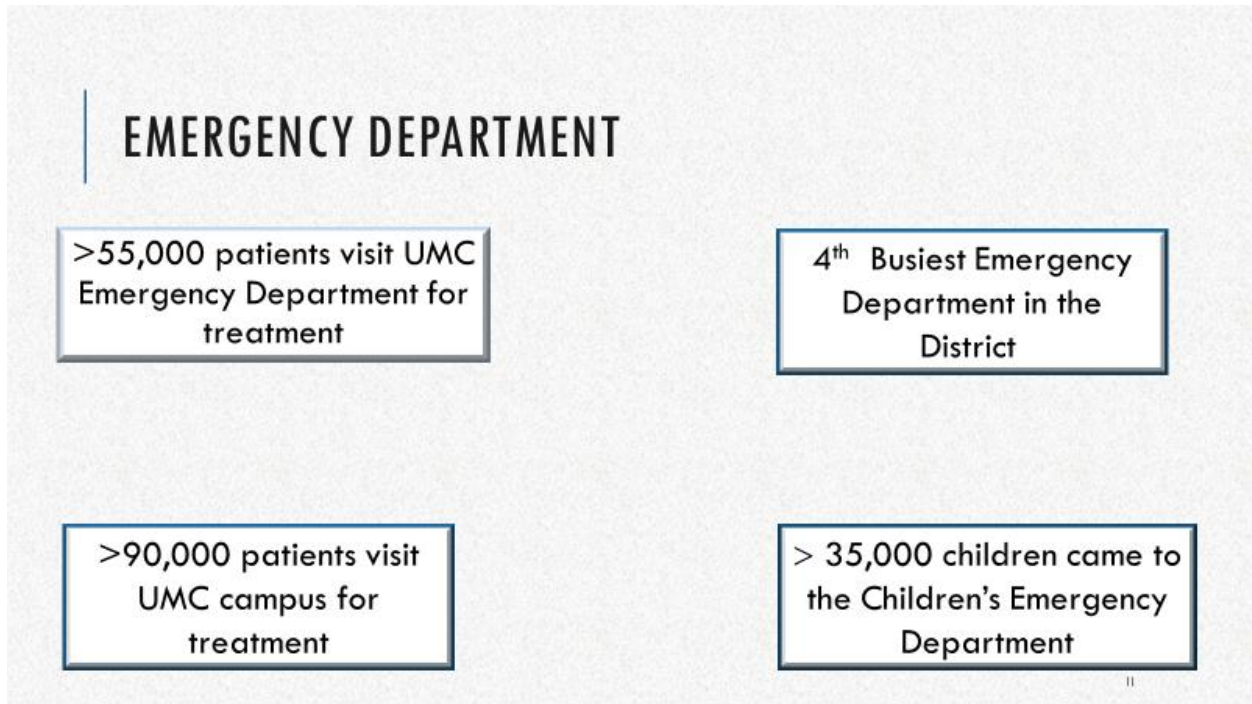 EMERGENCY DEPARTMENT
>55,000 patients visit UMC
Emergency Department for
treatment
4th Busiest Emergency
Department in the
District
>90,000 patients visit
UMC campus for
treatment
> 35,000 children came to
the Children’s Emergency
Department
11